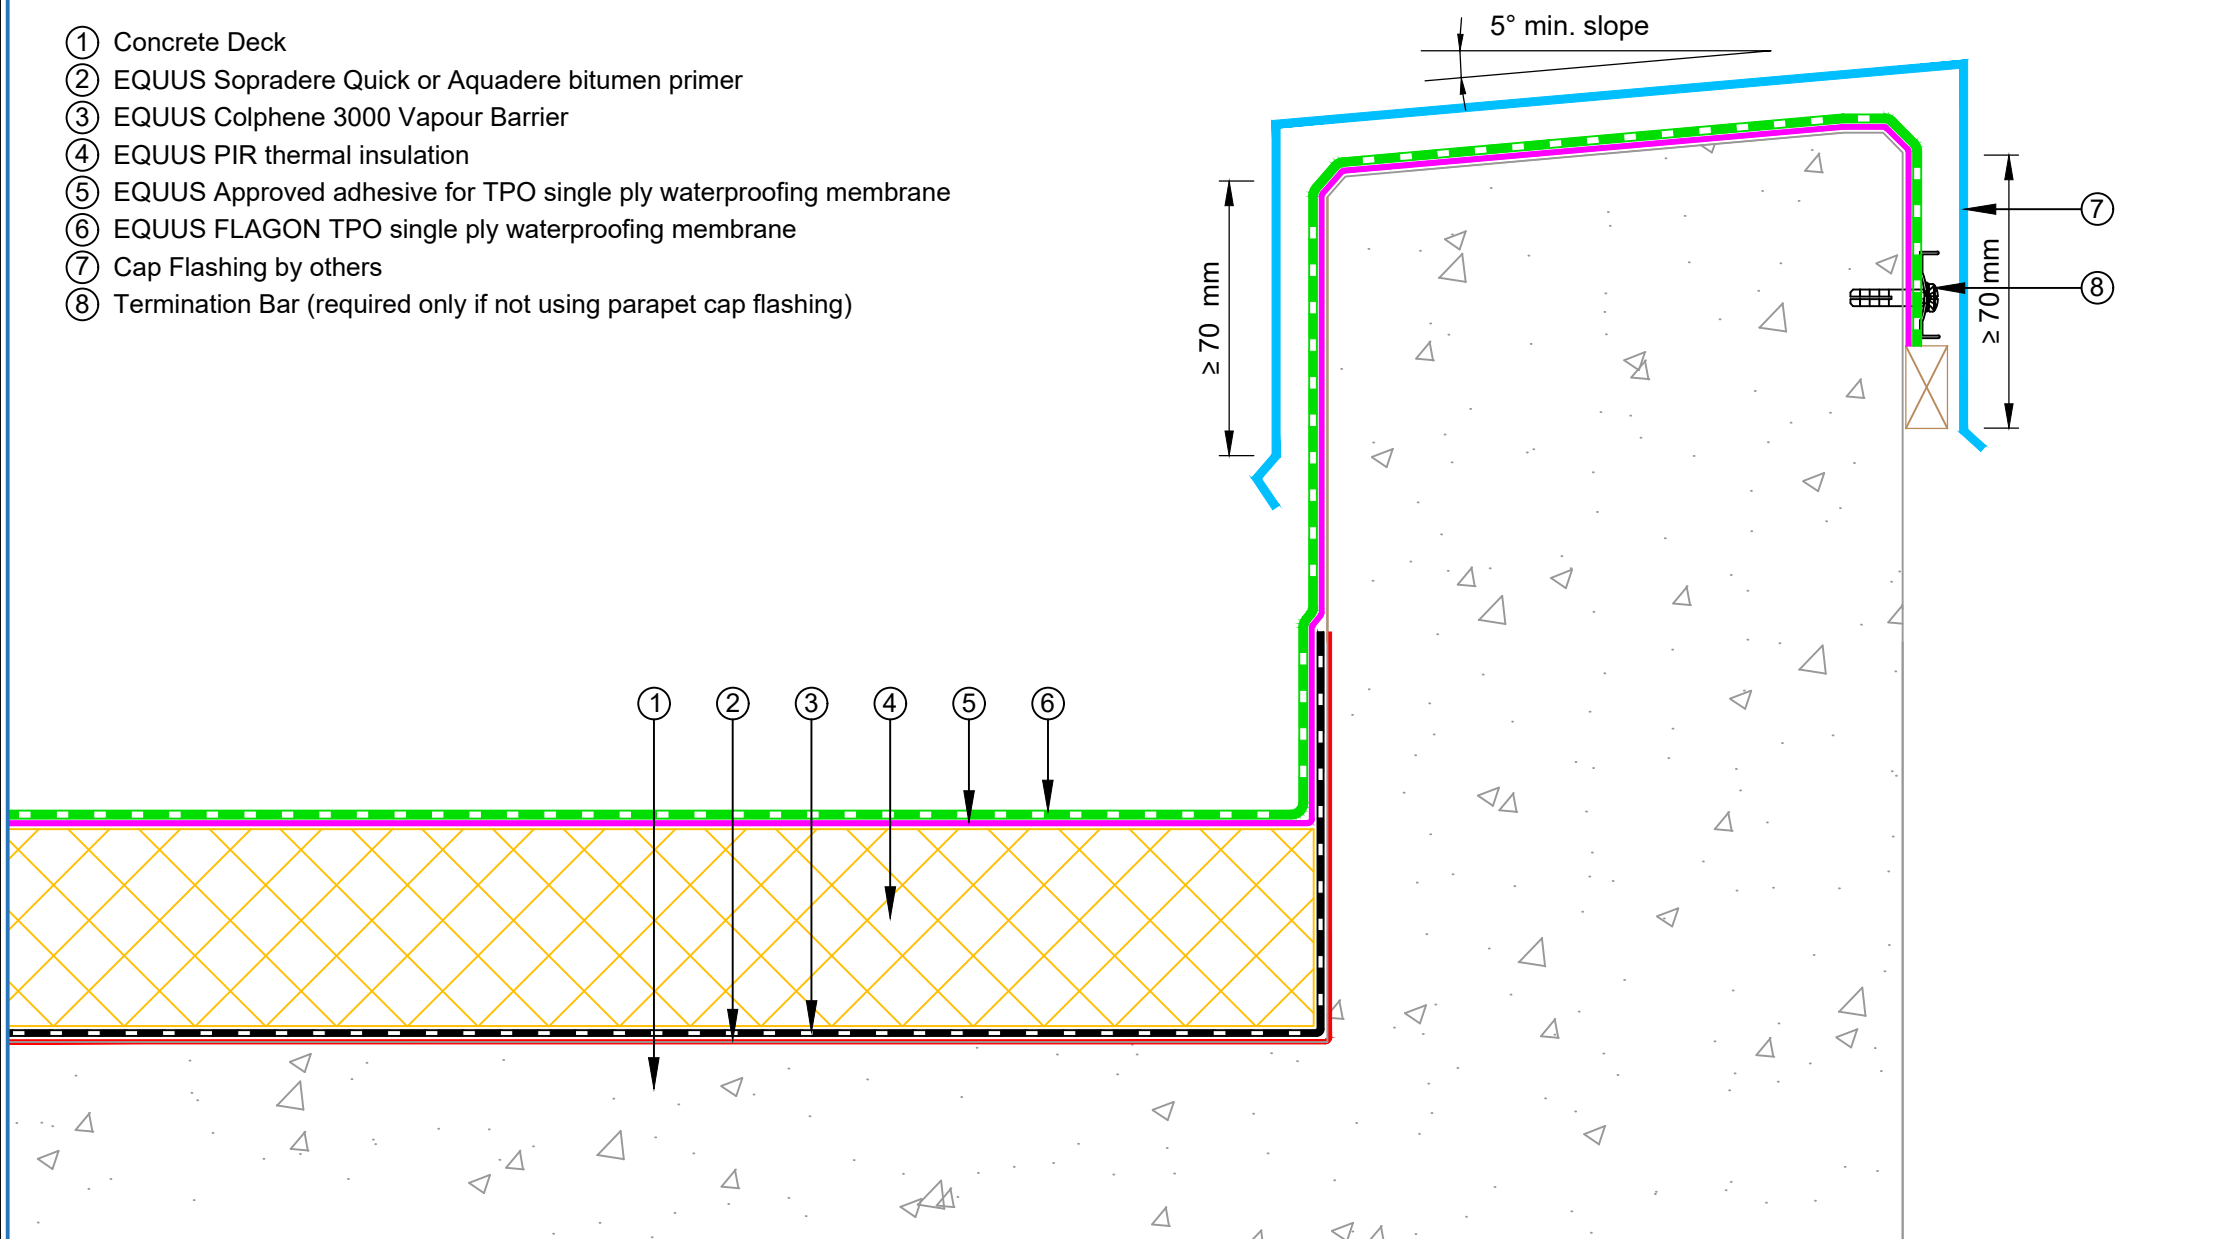 ① Concrete Deck
② EQUUS Sopradere Quick or Aquadere bitumen primer
③ EQUUS Colphene 3000 Vapour Barrier
④ EQUUS PIR thermal insulation
⑤ EQUUS Approved adhesive for TPO single ply waterproofing membrane
⑥ EQUUS FLAGON TPO single ply waterproofing membrane
⑦ Cap Flashing by others
⑧ Termination Bar (required only if not using parapet cap flashing)
5° min. slope
≥ 70 mm
≥ 70 mm
⑦
⑧
① ② ③ ④ ⑤ ⑥